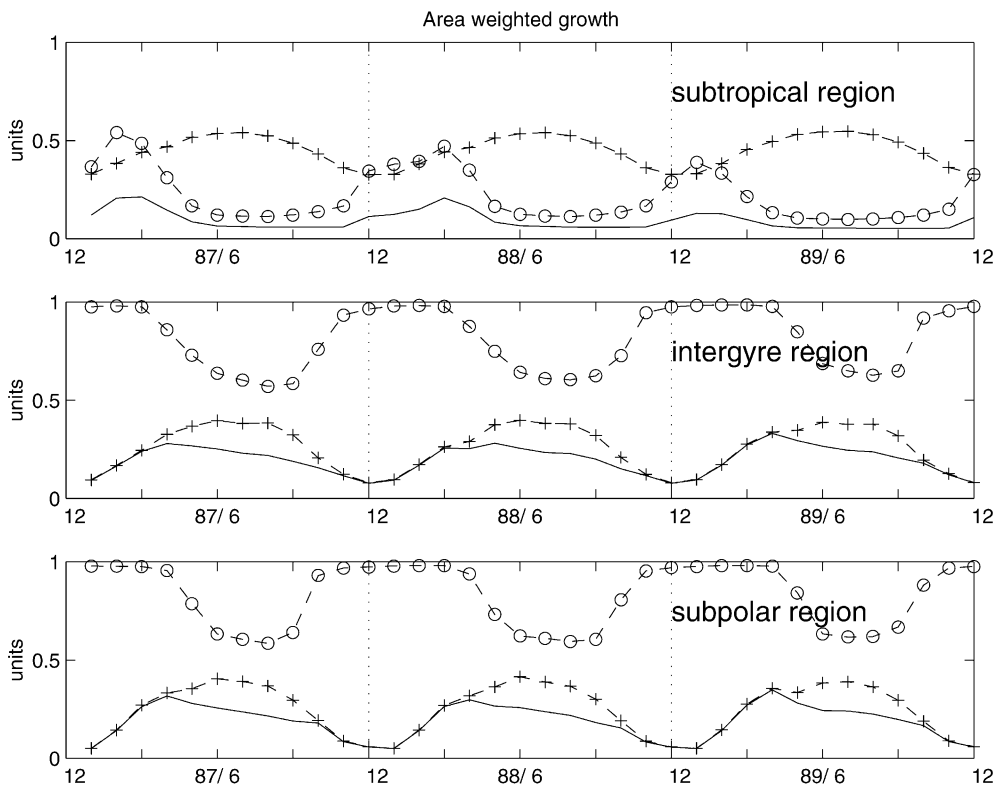 Area weighted growth
1
subtropical region
0.5
units
0
12 87/ 6 12 88/ 6 12 89/ 6 12
1
intergyre region
0.5
units
0
12 87/ 6 12 88/ 6 12 89/ 6 12
1
subpolar region
0.5
units
0
12 87/ 6 12 88/ 6 12 89/ 6 12